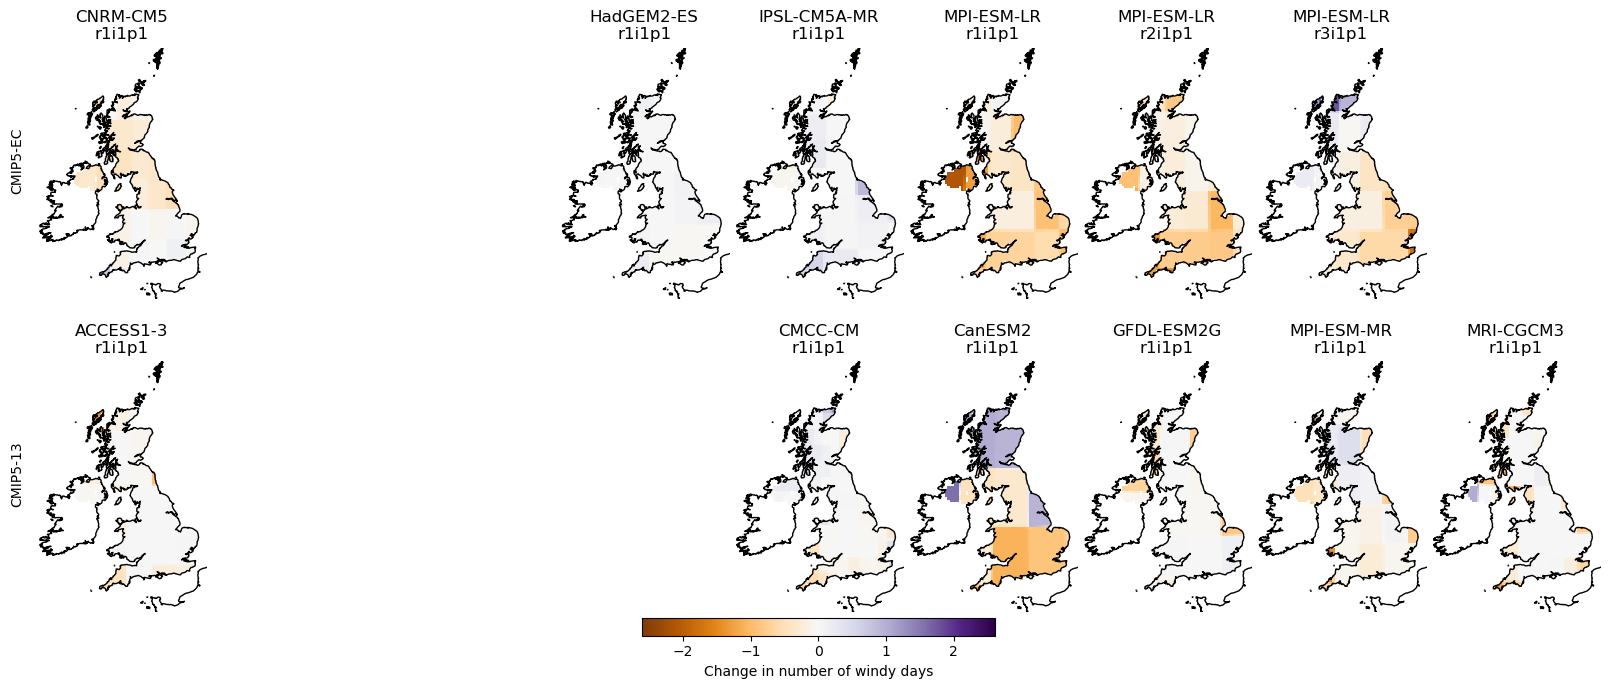 CNRM-CM5
r1i1p1
HadGEM2-ES
r1i1p1
IPSL-CM5A-MR
r1i1p1
MPI-ESM-LR
r1i1p1
MPI-ESM-LR
r2i1p1
MPI-ESM-LR
r3i1p1
CMIP5-EC
ACCESS1-3
r1i1p1
CMCC-CM
r1i1p1
CanESM2
r1i1p1
GFDL-ESM2G
r1i1p1
MPI-ESM-MR
r1i1p1
MRI-CGCM3
r1i1p1
CMIP5-13
−2 −1 0 1 2
Change in number of windy days